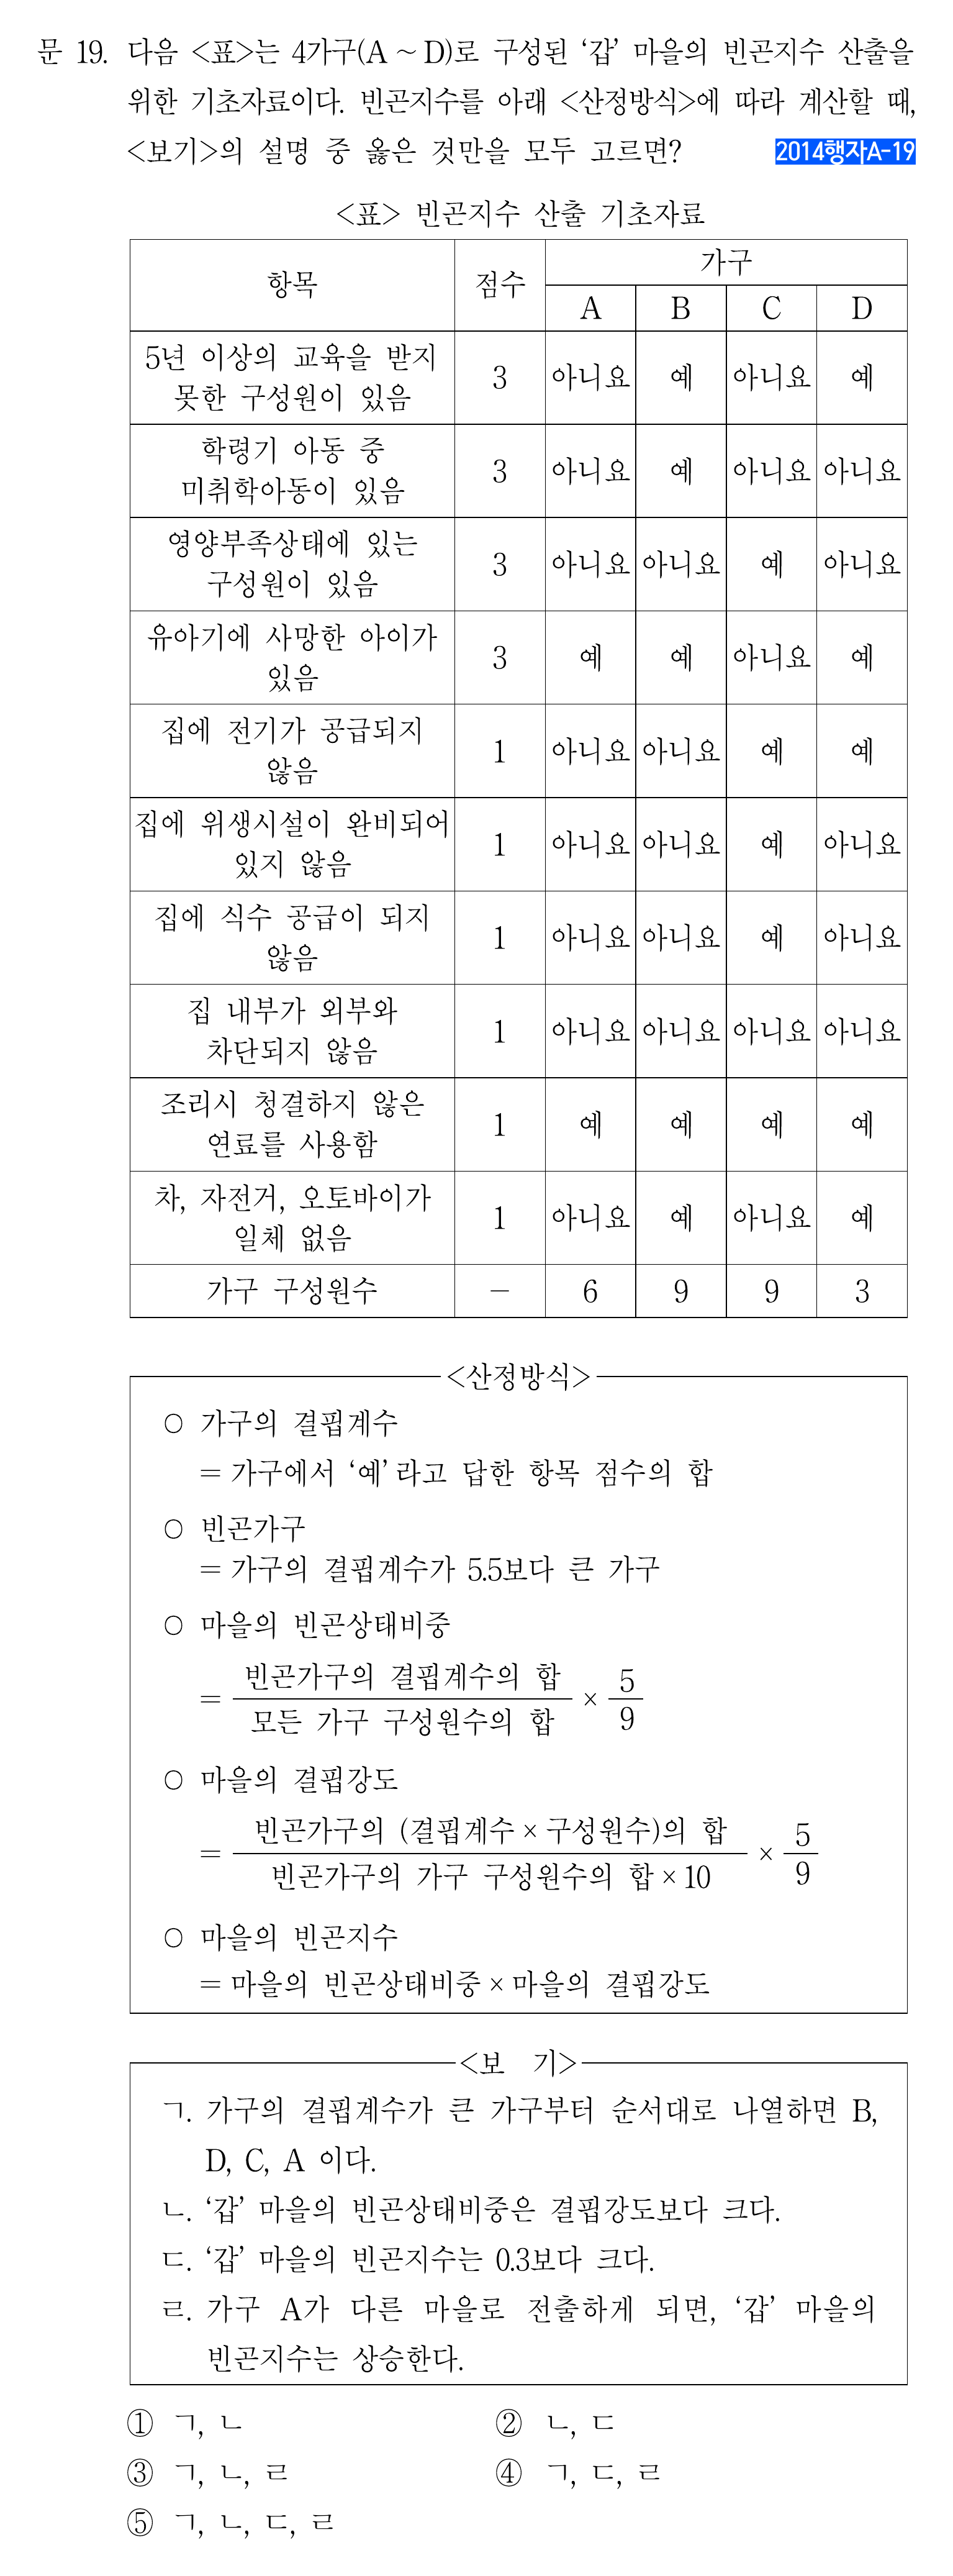 문 19. 다음 <표>는 4가구(A ~ D)로 구성된 ‘갑’ 마을의 빈곤지수 산출을
위한 기초자료이다. 빈곤지수를 아래 <산정방식>에 따라 계산할 때,
<보기>의 설명 중 옳은 것만을 모두 고르면? 2014행자A-19
<표> 빈곤지수 산출 기초자료
항목 점수 가구
A B C D
5년 이상의 교육을 받지
못한 구성원이 있음 3 아니요 예 아니요 예
학령기 아동 중
미취학아동이 있음 3 아니요 예 아니요 아니요
영양부족상태에 있는
구성원이 있음 3 아니요 아니요 예 아니요
유아기에 사망한 아이가
있음 3 예 예 아니요 예
집에 전기가 공급되지
않음 1 아니요 아니요 예 예
집에 위생시설이 완비되어
있지 않음 1 아니요 아니요 예 아니요
집에 식수 공급이 되지
않음 1 아니요 아니요 예 아니요
집 내부가 외부와
차단되지 않음 1 아니요 아니요 아니요 아니요
조리시 청결하지 않은
연료를 사용함 1 예 예 예 예
차, 자전거, 오토바이가
일체 없음 1 아니요 예 아니요 예
가구 구성원수 － 6 9 9 3
<산정방식>
○ 가구의 결핍계수
= 가구에서 ‘예’라고 답한 항목 점수의 합
○ 빈곤가구
= 가구의 결핍계수가 5.5보다 큰 가구
○ 마을의 빈곤상태비중
빈곤가구의 결핍계수의 합 5
= ─── × ─
모든 가구 구성원수의 합 9
○ 마을의 결핍강도
빈곤가구의 (결핍계수 × 구성원수)의 합 5
= ─── × ─
빈곤가구의 가구 구성원수의 합 × 10 9
○ 마을의 빈곤지수
= 마을의 빈곤상태비중 × 마을의 결핍강도
<보 기>
ㄱ. 가구의 결핍계수가 큰 가구부터 순서대로 나열하면 B,
D, C, A 이다.
ㄴ. ‘갑’ 마을의 빈곤상태비중은 결핍강도보다 크다.
ㄷ. ‘갑’ 마을의 빈곤지수는 0.3보다 크다.
ㄹ. 가구 A가 다른 마을로 전출하게 되면, ‘갑’ 마을의
빈곤지수는 상승한다.
① ㄱ, ㄴ ② ㄴ, ㄷ
③ ㄱ, ㄴ, ㄹ ④ ㄱ, ㄷ, ㄹ
⑤ ㄱ, ㄴ, ㄷ, ㄹ